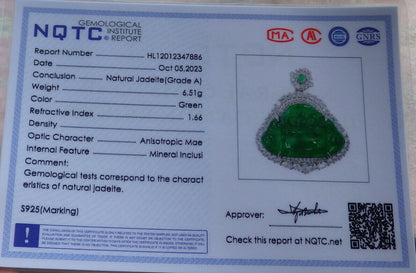 NQTC
GEMOLOGICAL
INSTITUTE
REPORT
MA
GNRS
Report Number HL12012347886
Date Oct 05,2023
Conclusion Natural Jadeite(Grade A)
Weight 6.51g
Color Green
Refractive Index 1.66
Density
Optic Character Anisotropic Mae
Internal Feature Mineral Inclusi
Comment:
Gemological tests correspond to the charact
eristics of natural jadeite.
S925(Marking)
Approver:
Check this report at NQTC.net